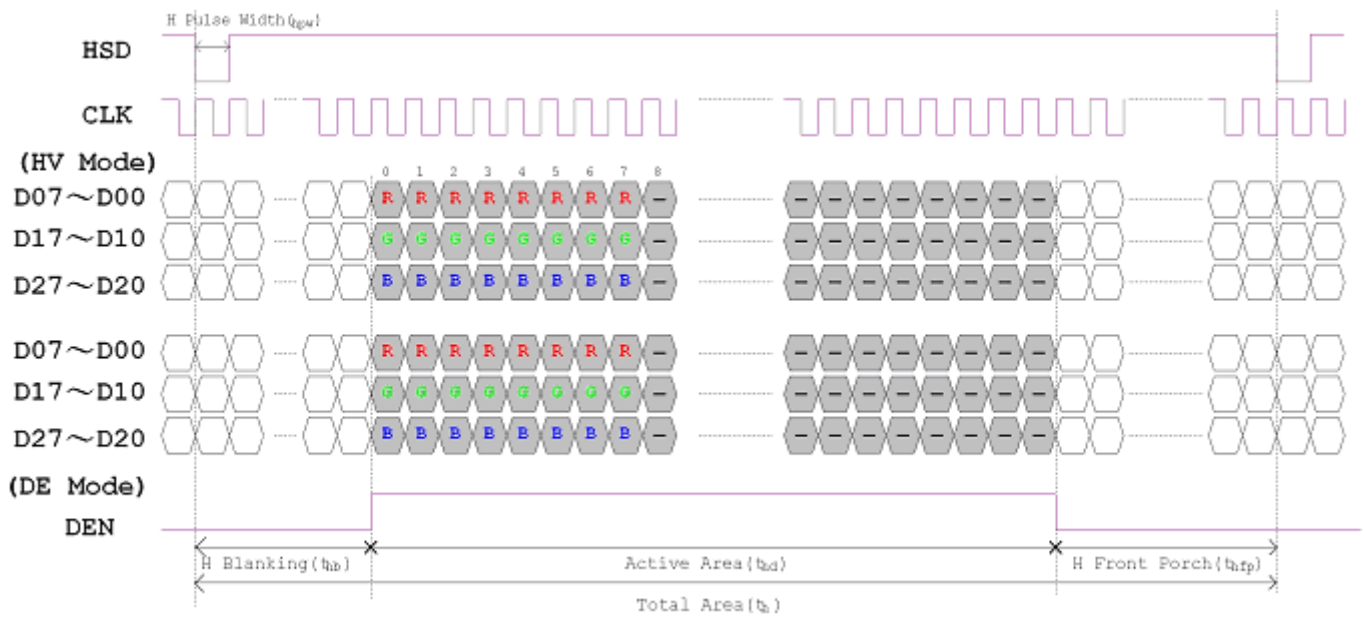 H Pulse Width(thpw)
HSD
CLK
(HV Mode)
0 1 2 3 4 5 6 7 8
D07~D00 R R R R R R R R – – – – – – – – –
D17~D10 G G G G G G G G – – – – – – – – –
D27~D20 B B B B B B B B – – – – – – – – –
D07~D00 R R R R R R R R – – – – – – – – –
D17~D10 G G G G G G G G – – – – – – – – –
D27~D20 B B B B B B B B – – – – – – – – –
(DE Mode)
DEN
H Blanking(thb) Active Area(thd) H Front Porch(thfp)
Total Area(th)